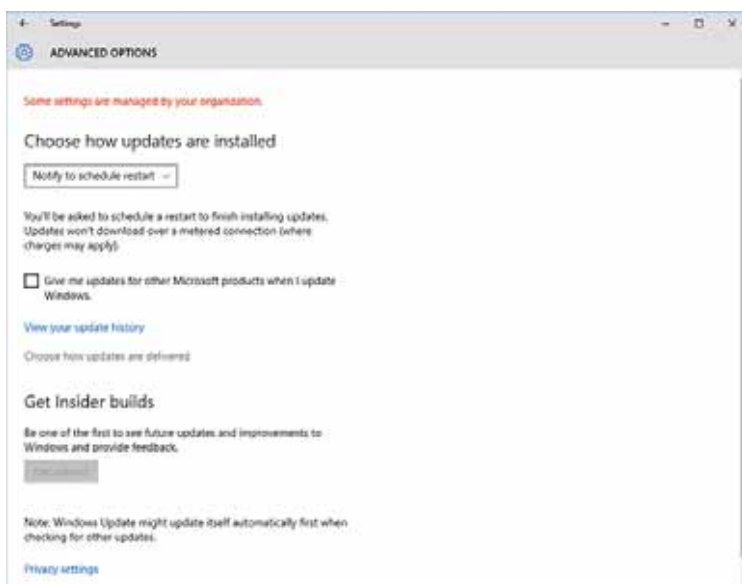 Settings
ADVANCED OPTIONS
Some settings are managed by your organization.
Choose how updates are installed
Notify to schedule restart
You'll be asked to schedule a restart to finish installing updates.
Updates won't download over a metered connection (where
charges may apply).
Give me updates for other Microsoft products when I update
Windows.
View your update history
Choose how updates are delivered
Get Insider builds
Be one of the first to see future updates and improvements to
Windows and provide feedback.
Note: Windows Update might update itself automatically first when
checking for other updates.
Privacy settings